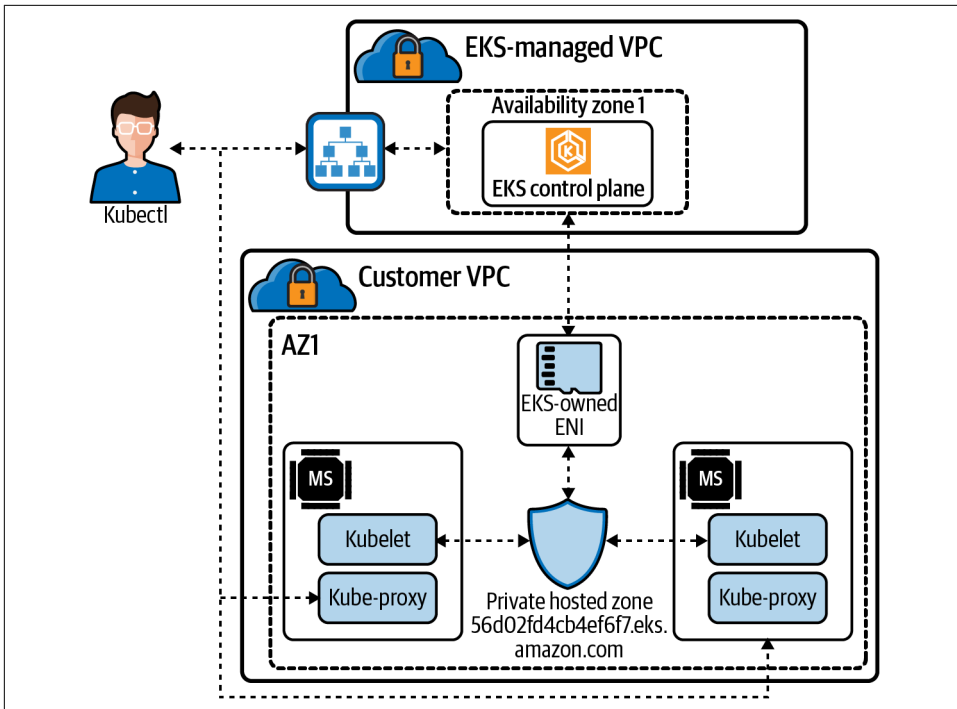 EKS-managed VPC
Availability zone 1
K
EKS control plane
Kubectl
Customer VPC
AZ1
EKS-owned
ENI
MS
Kubelet
Kube-proxy
MS
Kubelet
Kube-proxy
Private hosted zone
56d02fd4cb4ef6f7.eks.
amazon.com